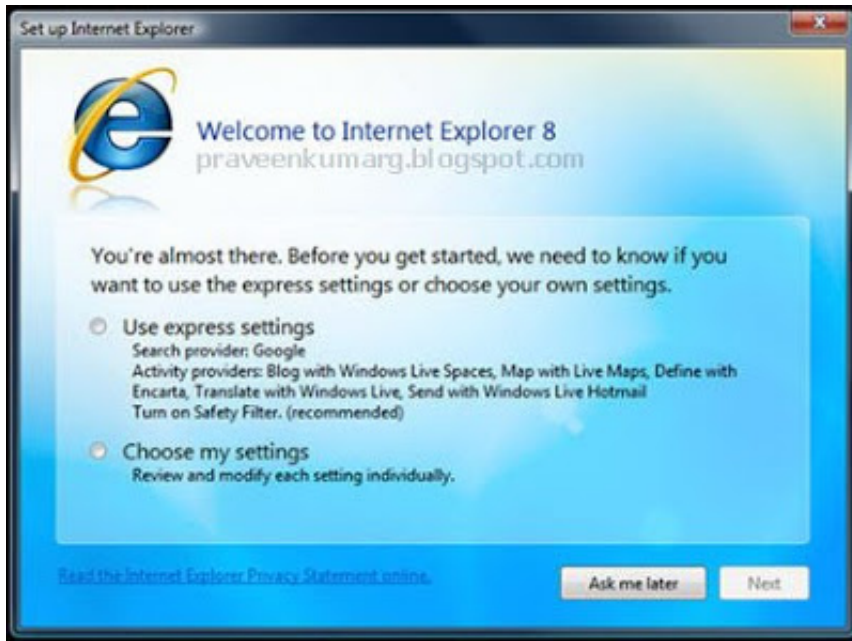 Set up Internet Explorer
Welcome to Internet Explorer 8
praveenkumarg.blogspot.com
You're almost there. Before you get started, we need to know if you
want to use the express settings or choose your own settings.
Use express settings
Search provider: Google
Activity providers: Blog with Windows Live Spaces, Map with Live Maps, Define with
Encarta, Translate with Windows Live, Send with Windows Live Hotmail
Turn on Safety Filter. (recommended)
Choose my settings
Review and modify each setting individually.
Read the Internet Explorer Privacy Statement online.
Ask me later
Next